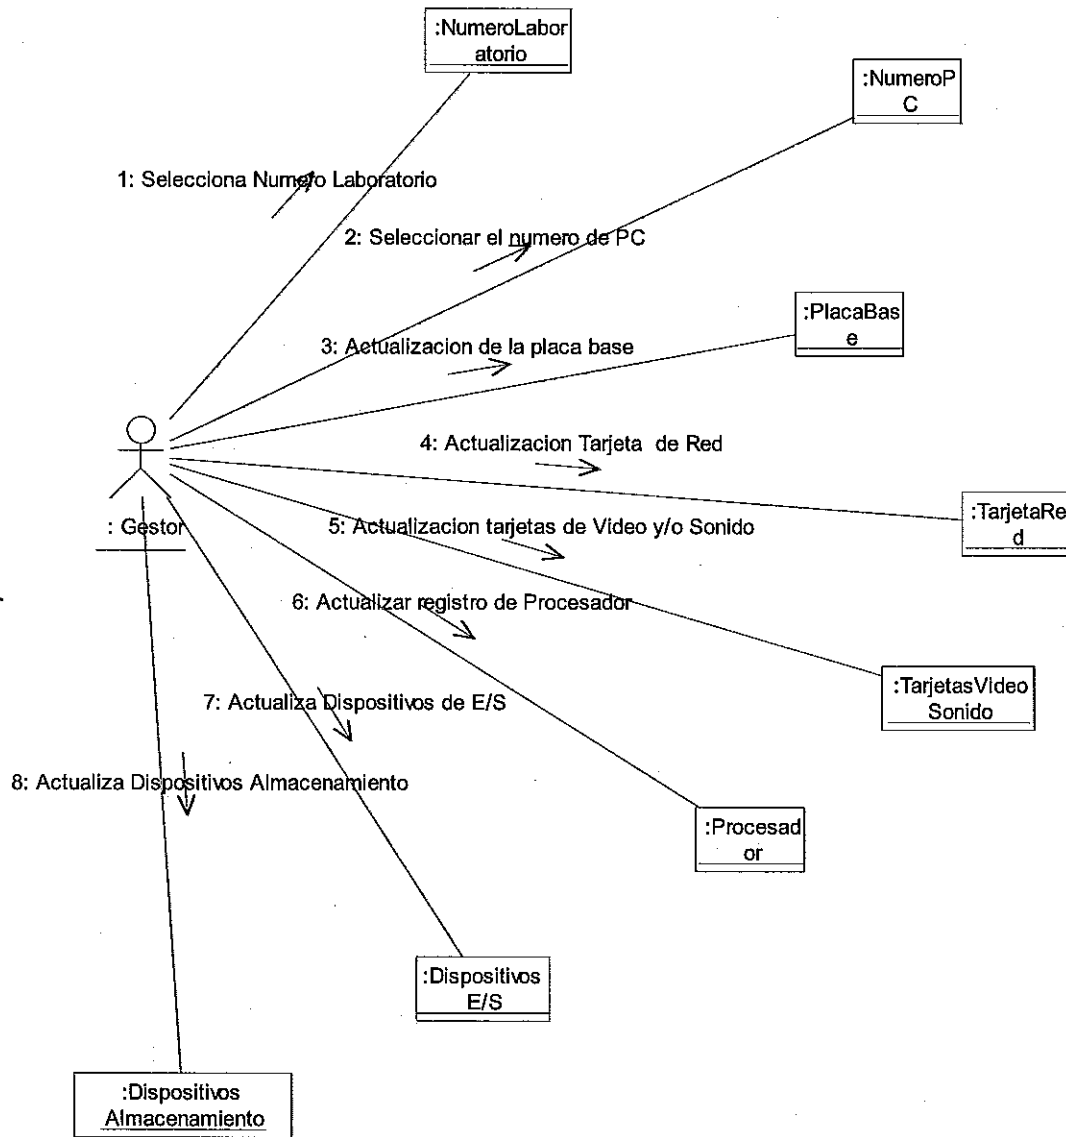 :NumeroLabor
atorio
:NumeroP
C
1: Selecciona Numero Laboratorio
2: Seleccionar el numero de PC
:PlacaBas
e
3: Actualizacion de la placa base
4: Actualizacion Tarjeta de Red
: Gestor
5: Actualizacion tarjetas de Video y/o Sonido
:TarjetaRe
d
6: Actualizar registro de Procesador
:TarjetasVideo
Sonido
7: Actualiza Dispositivos de E/S
8: Actualiza Dispositivos Almacenamiento
:Procesad
or
:Dispositivos
E/S
:Dispositivos
Almacenamiento